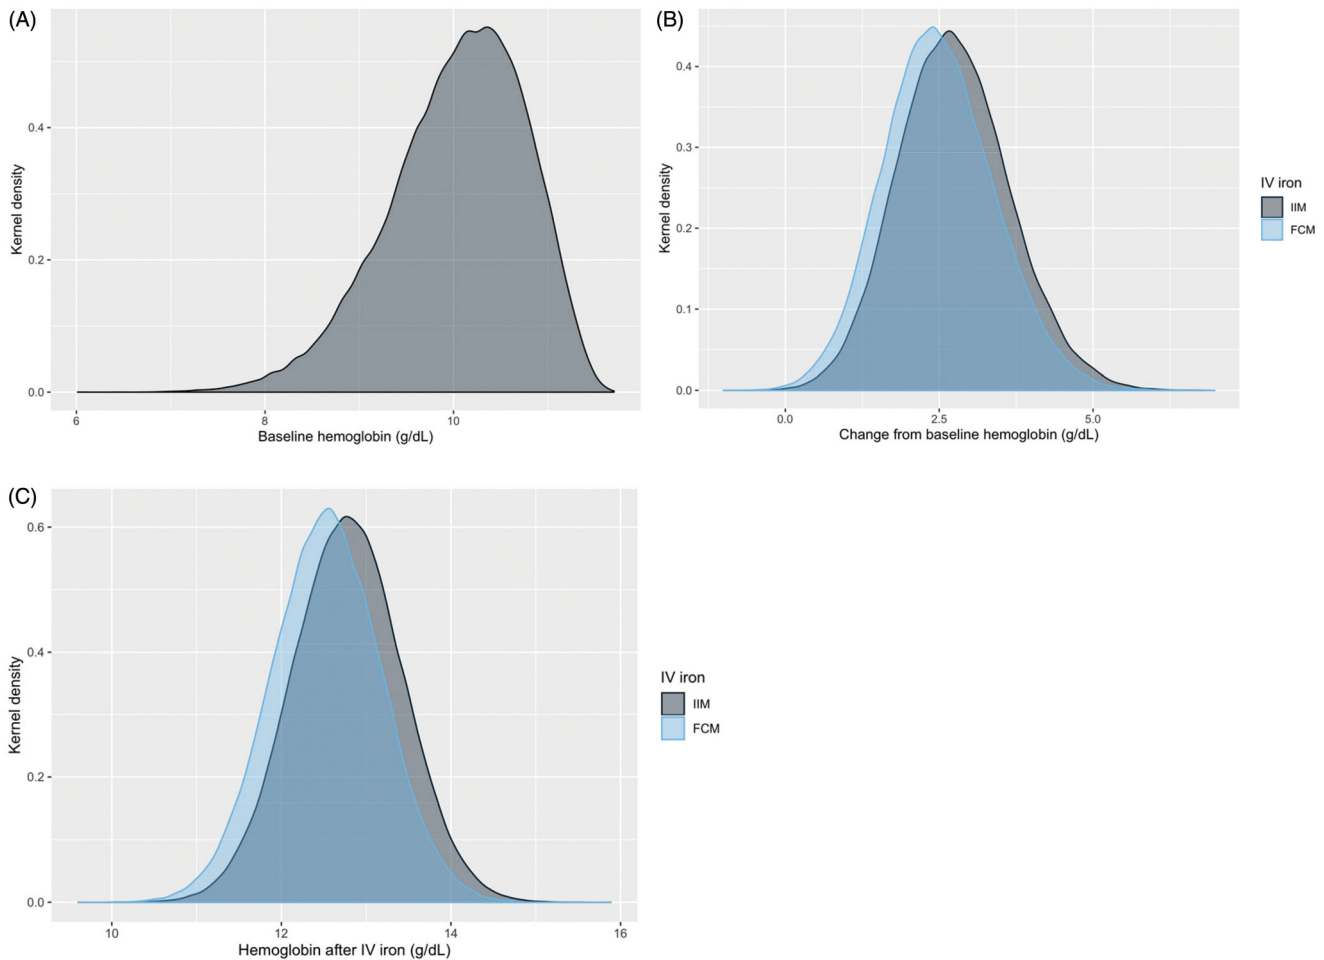 (A)
Kernel density
0.4
0.2
0.0
6 8 10
Baseline hemoglobin (g/dL)
(B)
Kernel density
0.4
0.3
0.2
0.1
0.0
0.0 2.5 5.0
Change from baseline hemoglobin (g/dL)
IV iron
IIM
FCM
(C)
Kernel density
0.6
0.4
0.2
0.0
10 12 14 16
Hemoglobin after IV iron (g/dL)
IV iron
IIM
FCM